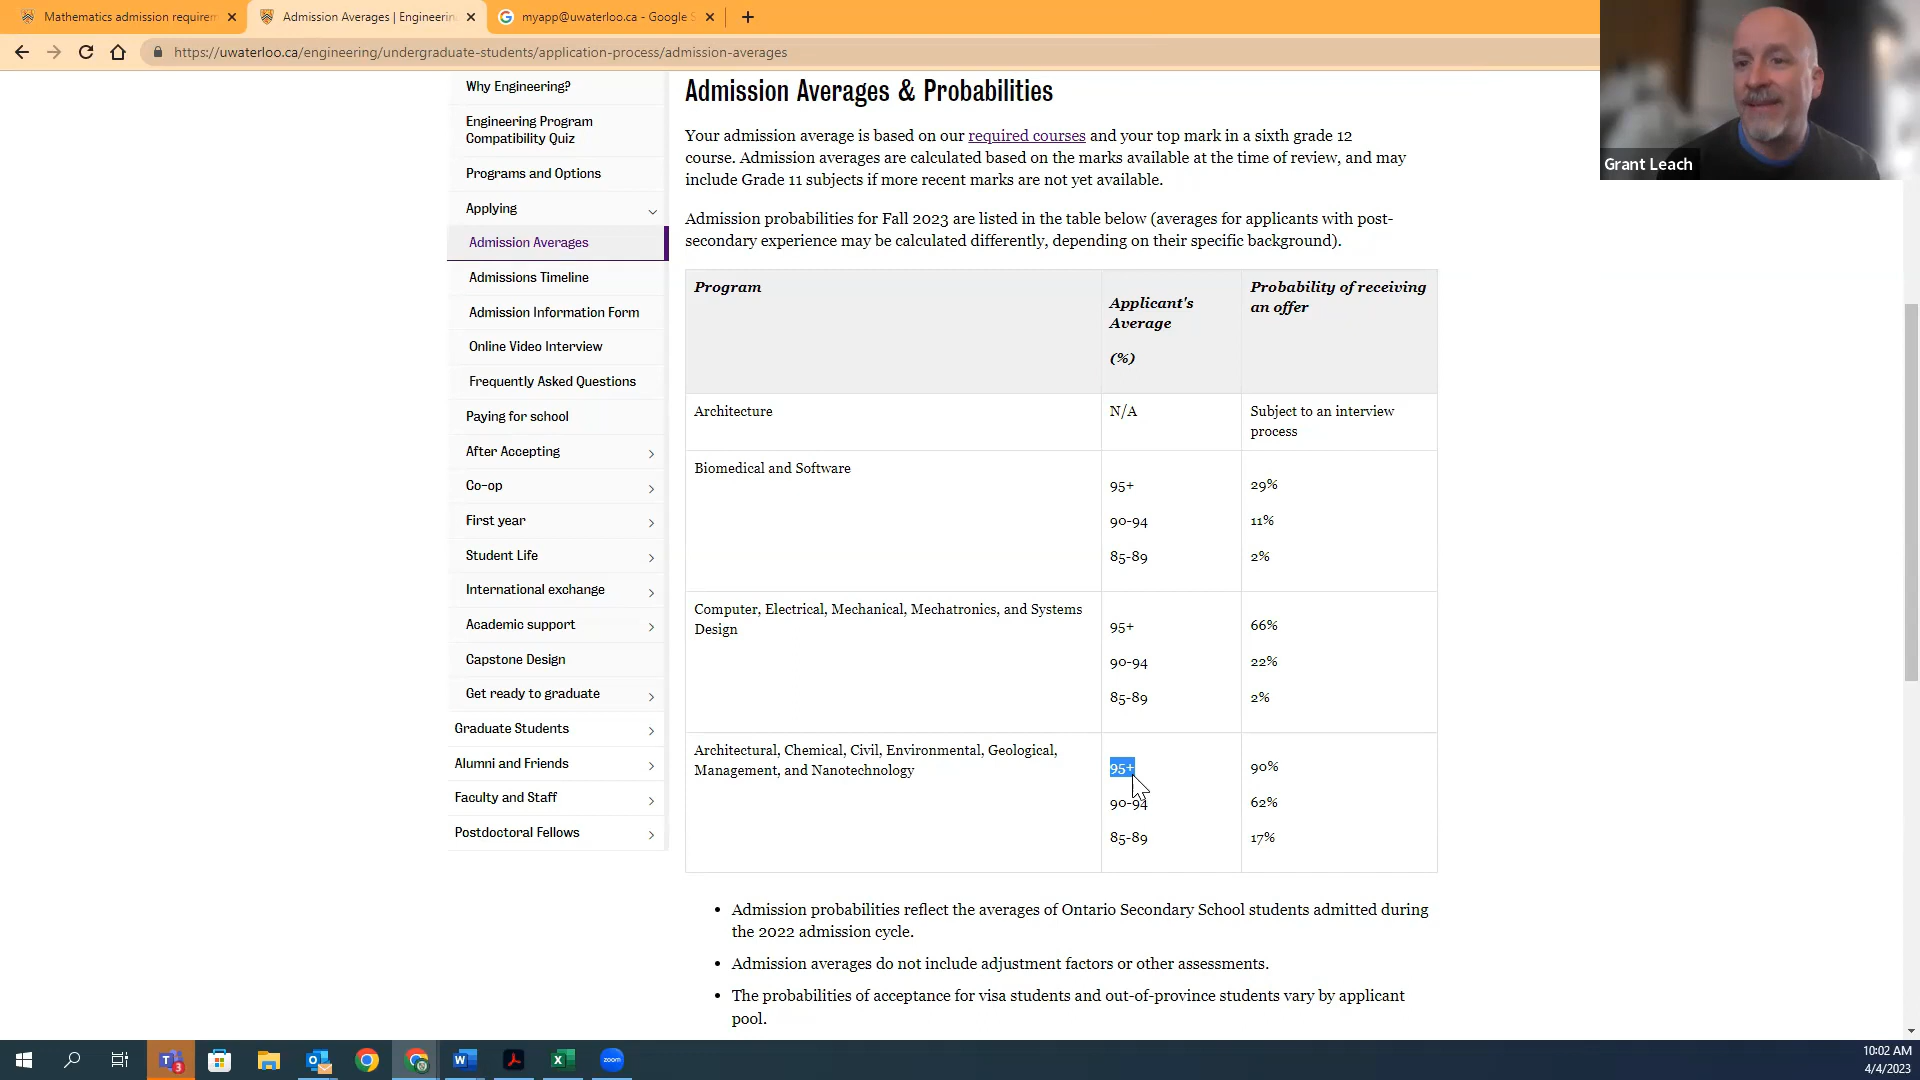 Mathematics admission requirem
Admission Averages | Engineerin
myapp@uwaterloo.ca - Google S
https://uwaterloo.ca/engineering/undergraduate-students/application-process/admission-averages
Grant Leach
Why Engineering?
Engineering Program
Compatibility Quiz
Programs and Options
Applying
Admission Averages
Admissions Timeline
Admission Information Form
Online Video Interview
Frequently Asked Questions
Paying for school
After Accepting
Co-op
First year
Student Life
International exchange
Academic support
Capstone Design
Get ready to graduate
Graduate Students
Alumni and Friends
Faculty and Staff
Postdoctoral Fellows
Admission Averages & Probabilities
Your admission average is based on our required courses and your top mark in a sixth grade 12
course. Admission averages are calculated based on the marks available at the time of review, and may
include Grade 11 subjects if more recent marks are not yet available.
Admission probabilities for Fall 2023 are listed in the table below (averages for applicants with post-
secondary experience may be calculated differently, depending on their specific background).
Program
Applicant's
Average
(%)
Probability of receiving
an offer
Architecture
N/A
Subject to an interview
process
Biomedical and Software
95+ 29%
90-94 11%
85-89 2%
Computer, Electrical, Mechanical, Mechatronics, and Systems
Design
95+ 66%
90-94 22%
85-89 2%
Architectural, Chemical, Civil, Environmental, Geological,
Management, and Nanotechnology
95+ 90%
90-94 62%
85-89 17%
• Admission probabilities reflect the averages of Ontario Secondary School students admitted during
the 2022 admission cycle.
• Admission averages do not include adjustment factors or other assessments.
• The probabilities of acceptance for visa students and out-of-province students vary by applicant
pool.
T 3
W
X
zoom
10:02 AM
4/4/2023